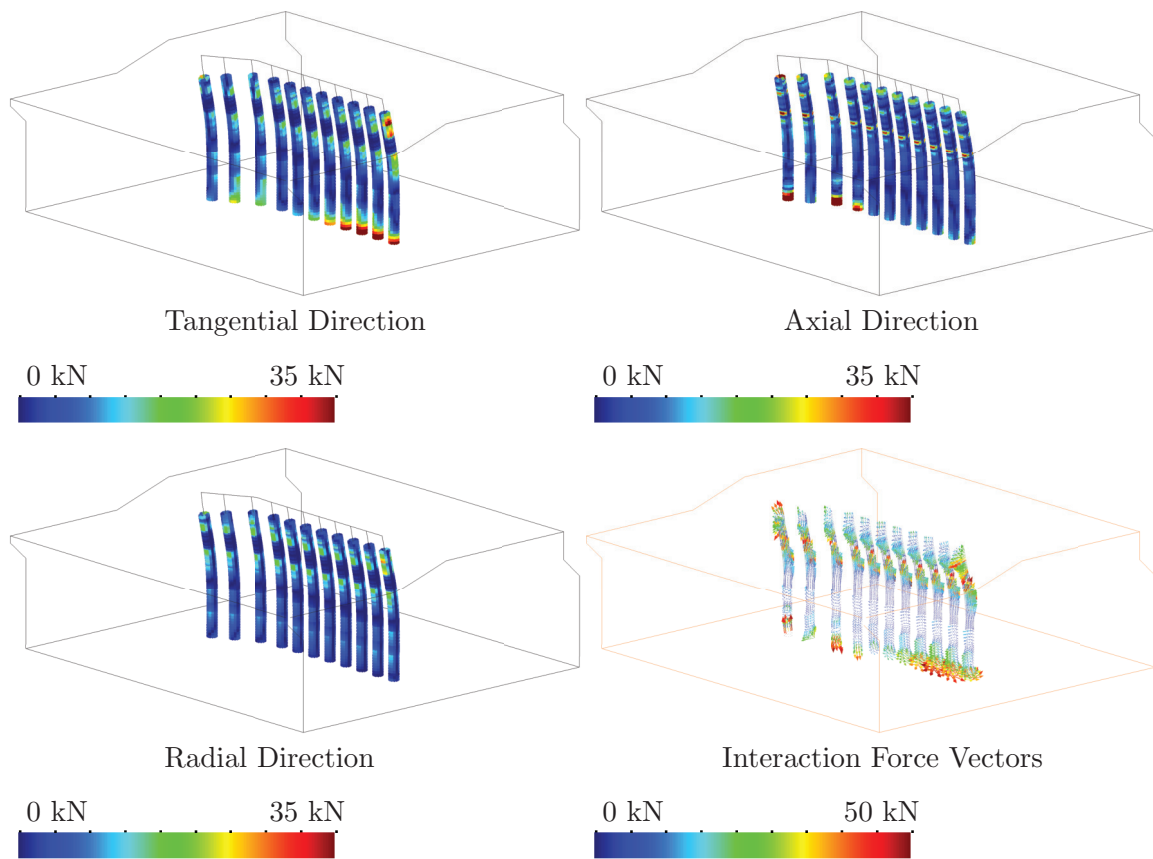 Tangential Direction
Axial Direction
0 kN 35 kN
0 kN 35 kN
Radial Direction
Interaction Force Vectors
0 kN 35 kN
0 kN 50 kN